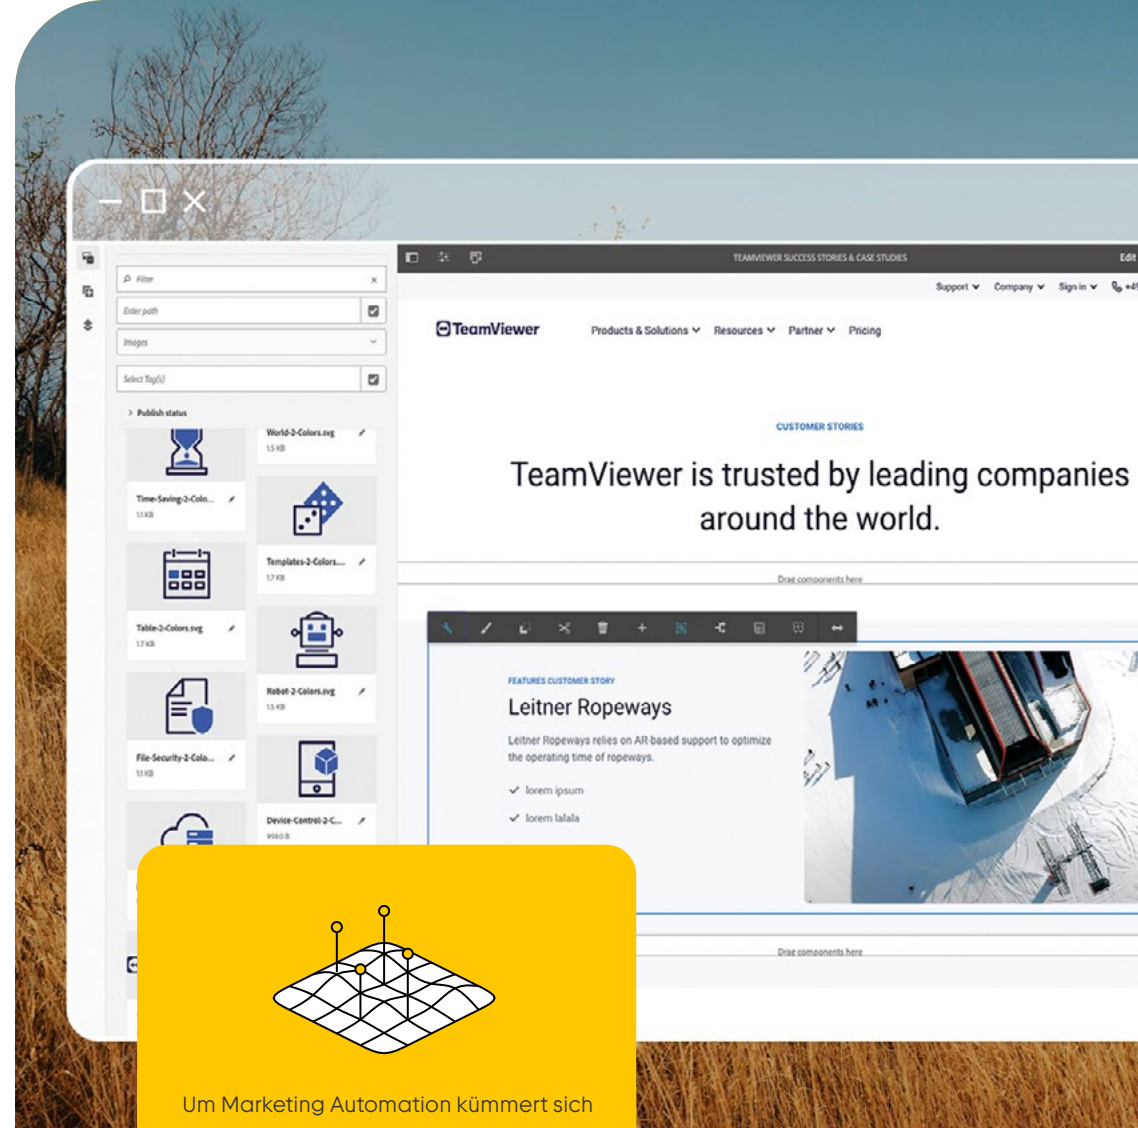 TEAMVIEWER SUCCESS STORIES & CASE STUDIES
Edit
Filter
Enter path
Images
Select Tag(s)
Publish status
World-2-Colors.svg
1.5 KB
Time-Saving-2-Colo...
1.1 KB
Templates-2-Colors....
1.7 KB
Table-2-Colors.svg
1.7 KB
Robot-2-Colors.svg
1.5 KB
File-Security-2-Colo...
1.1 KB
Device-Control-2-C...
959.0 B
Support
Company
Sign in
+49
TeamViewer
Products & Solutions
Resources
Partner
Pricing
CUSTOMER STORIES
TeamViewer is trusted by leading companies
around the world.
Drag components here
FEATURES CUSTOMER STORY
Leitner Ropeways
Leitner Ropeways relies on AR-based support to optimize
the operating time of ropeways.
lorem ipsum
lorem lalala
Drag components here
Um Marketing Automation kümmert sich